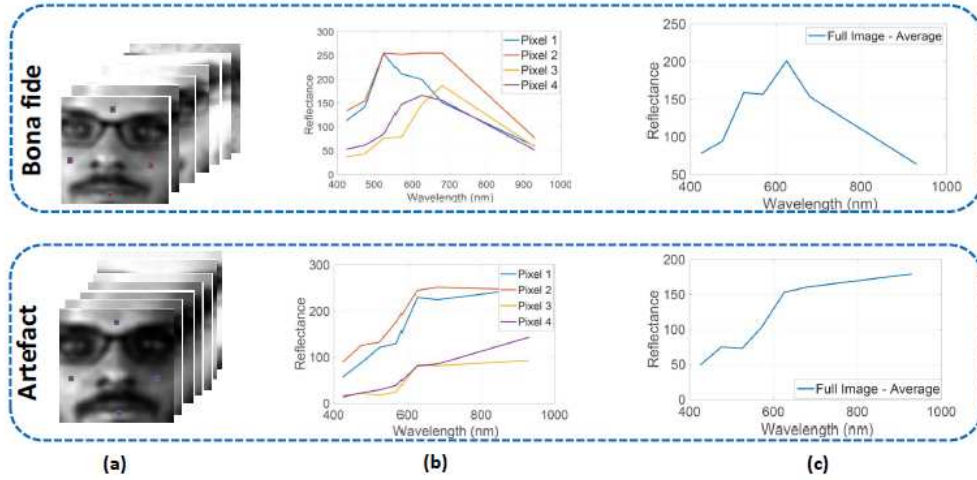 Bona fide
300
250
200
150
100
50
0
Reflectance
400 500 600 700 800 900 1000
Wavelength (nm)
Pixel 1
Pixel 2
Pixel 3
Pixel 4
250
200
150
100
50
Reflectance
400 600 800 1000
Wavelength (nm)
Full Image - Average
Artefact
300
200
100
0
Reflectance
400 600 800 1000
Wavelength (nm)
Pixel 1
Pixel 2
Pixel 3
Pixel 4
200
150
100
50
0
Reflectance
400 600 800 1000
Wavelength (nm)
Full Image - Average
(a) (b) (c)